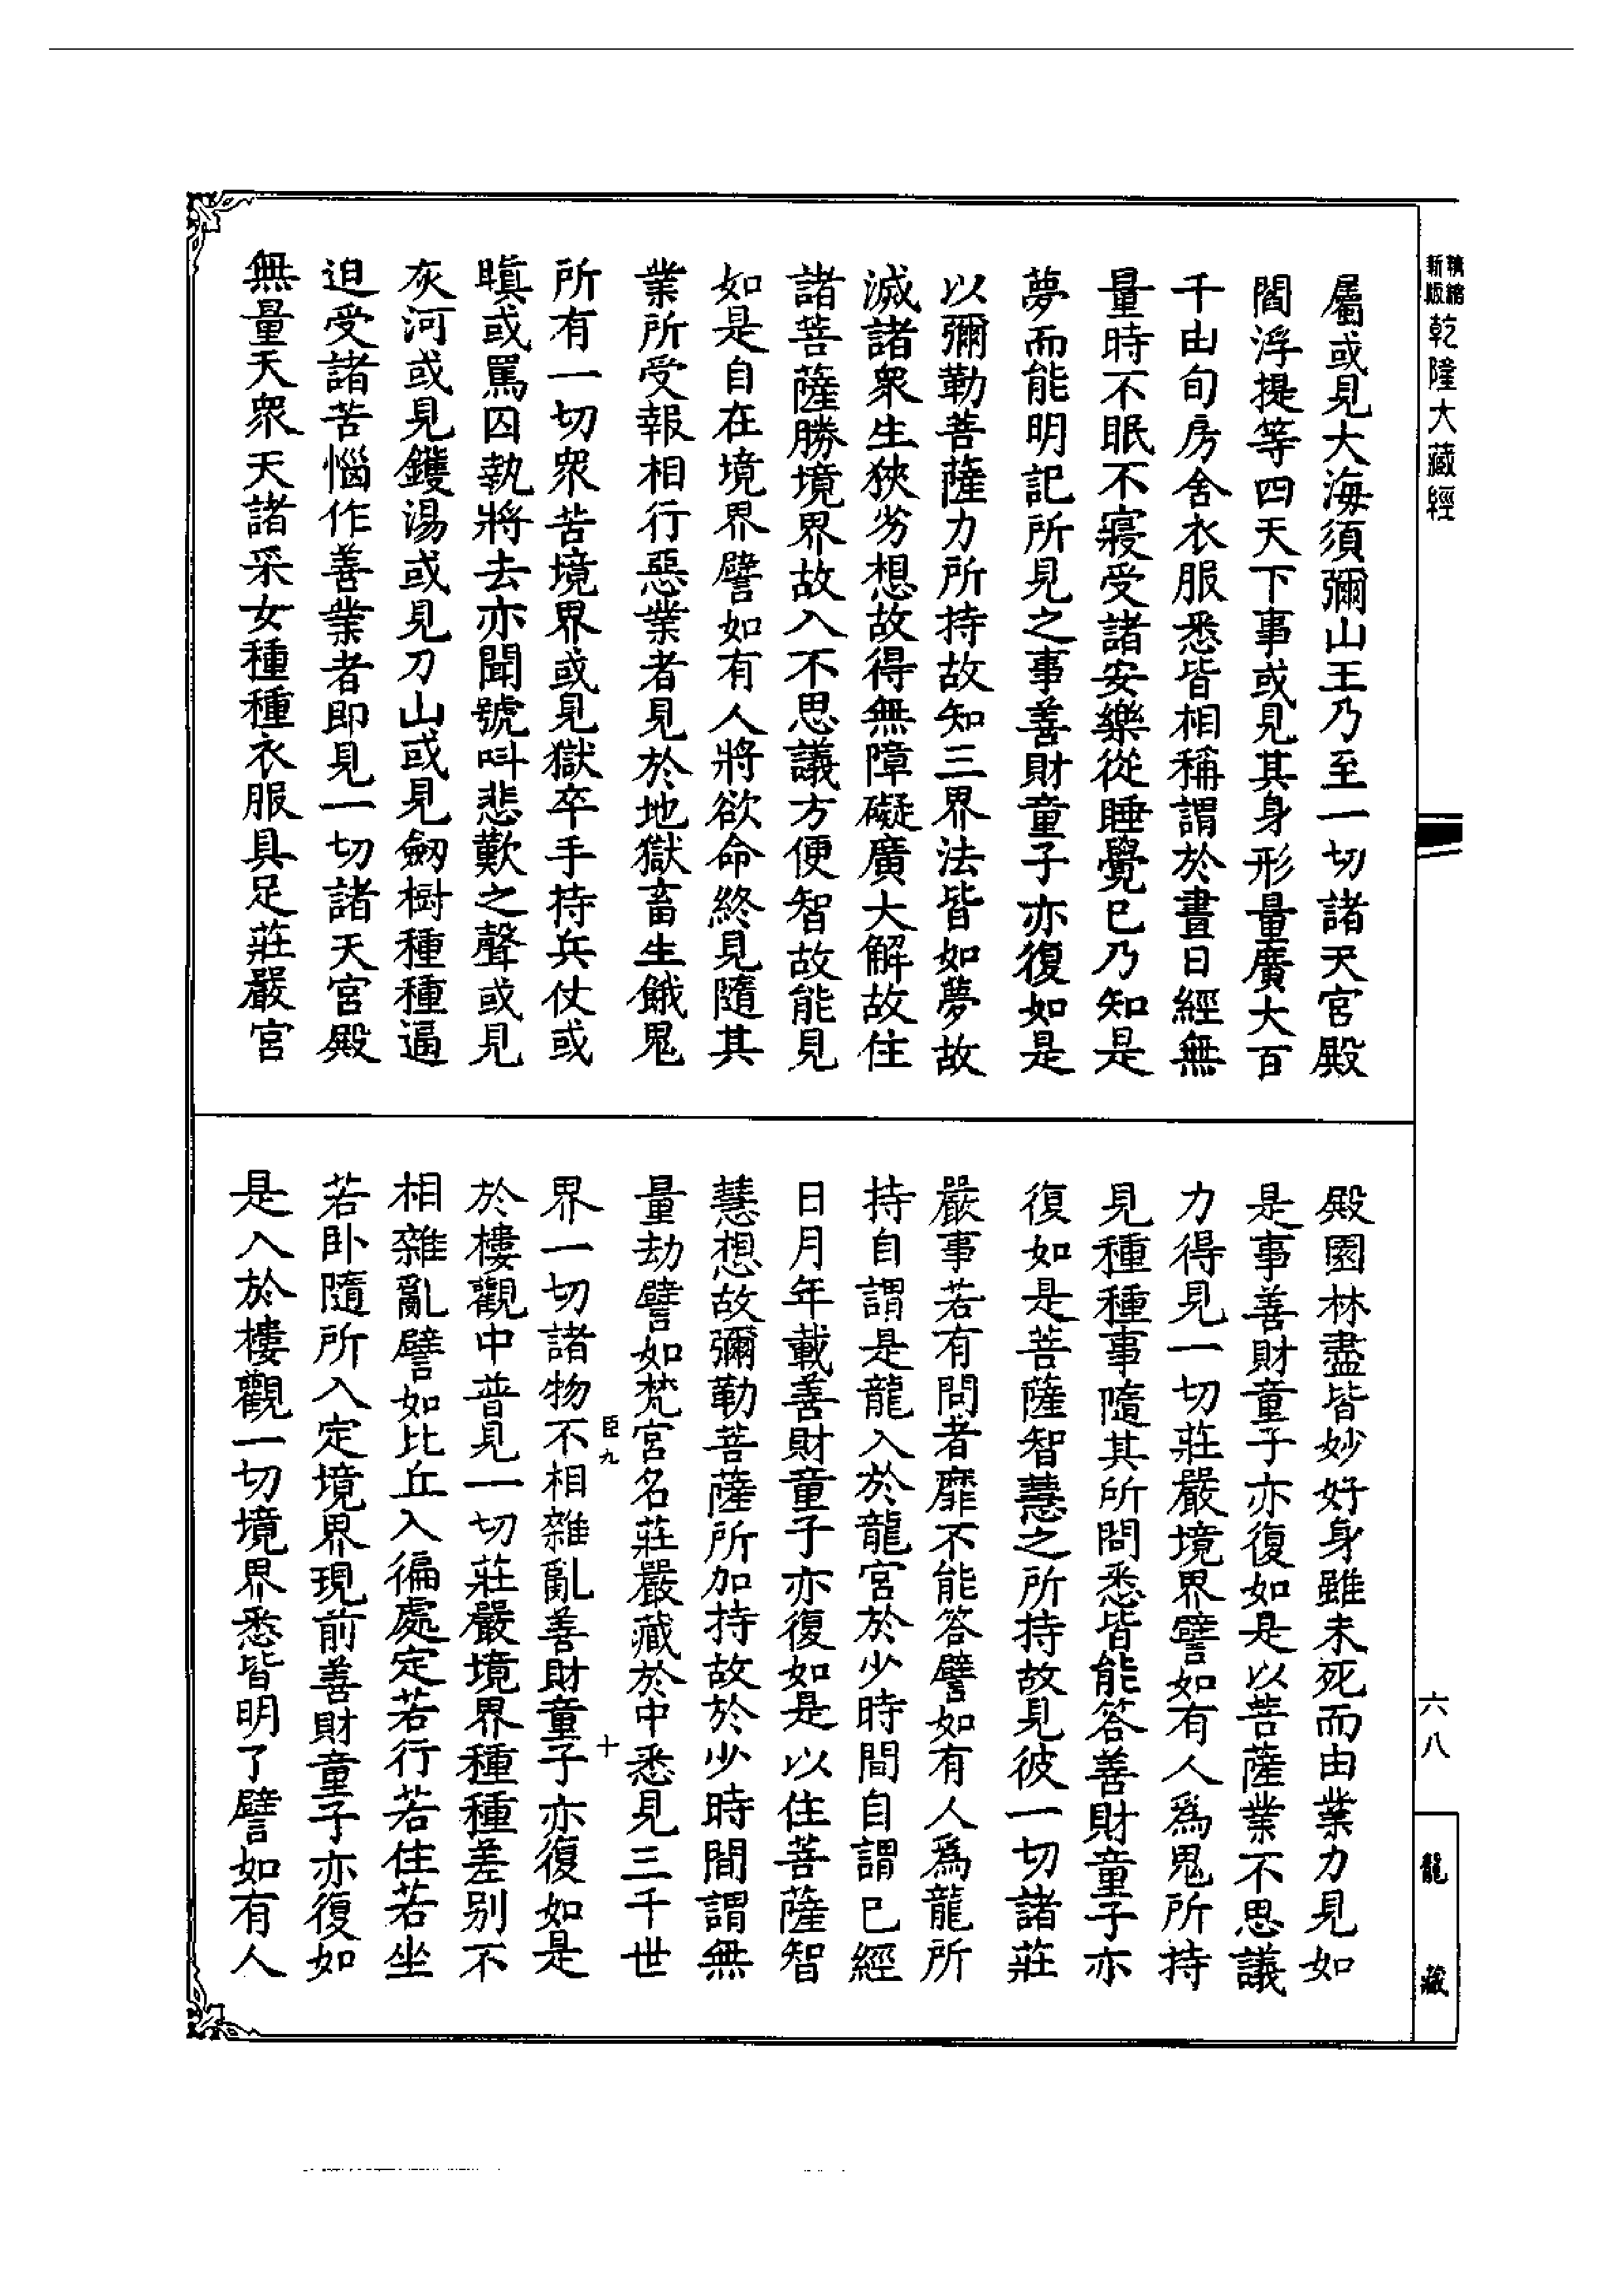 精縮
新版
乾隆大藏經
屬或見大海須彌山王乃至一切諸天宮殿
閻浮提等四天下事或見其身形量廣大百
千由旬房舍衣服悉皆相稱謂於晝日經無
量時不眠不寢受諸安樂從睡覺已乃知是
夢而能明記所見之事善財童子亦復如是
以彌勒菩薩力所持故知三界法皆如夢故
滅諸衆生狹劣想故得無障礙廣大解故住
諸菩薩勝境界故入不思議方便智故能見
如是自在境界譬如有人將欲命終見隨其
業所受報相行惡業者見於地獄畜生餓鬼
所有一切衆苦境界或見獄卒手持兵仗或
瞋或罵囚執將去亦聞號呌悲歎之聲或見
灰河或見鑊湯或見刀山或見劒樹種種逼
迫受諸苦惱作善業者即見一切諸天宮殿
無量天衆天諸采女種種衣服具足莊嚴宮
殿園林盡皆妙好身雖未死而由業力見如
是事善財童子亦復如是以菩薩業不思議
力得見一切莊嚴境界譬如有人爲鬼所持
見種種事隨其所問悉皆能答善財童子亦
復如是菩薩智慧之所持故見彼一切諸莊
嚴事若有問者靡不能答譬如有人爲龍所
持自謂是龍入於龍宮於少時間自謂已經
日月年載善財童子亦復如是以住菩薩智
慧想故彌勒菩薩所加持故於少時間謂無
量劫譬如梵宮名莊嚴藏於中悉見三千世
臣九
十
界一切諸物不相雜亂善財童子亦復如是
於樓觀中普見一切莊嚴境界種種差别不
相雜亂譬如比丘入徧處定若行若住若坐
若卧隨所入定境界現前善財童子亦復如
是入於樓觀一切境界悉皆明了譬如有人
六八
龍藏